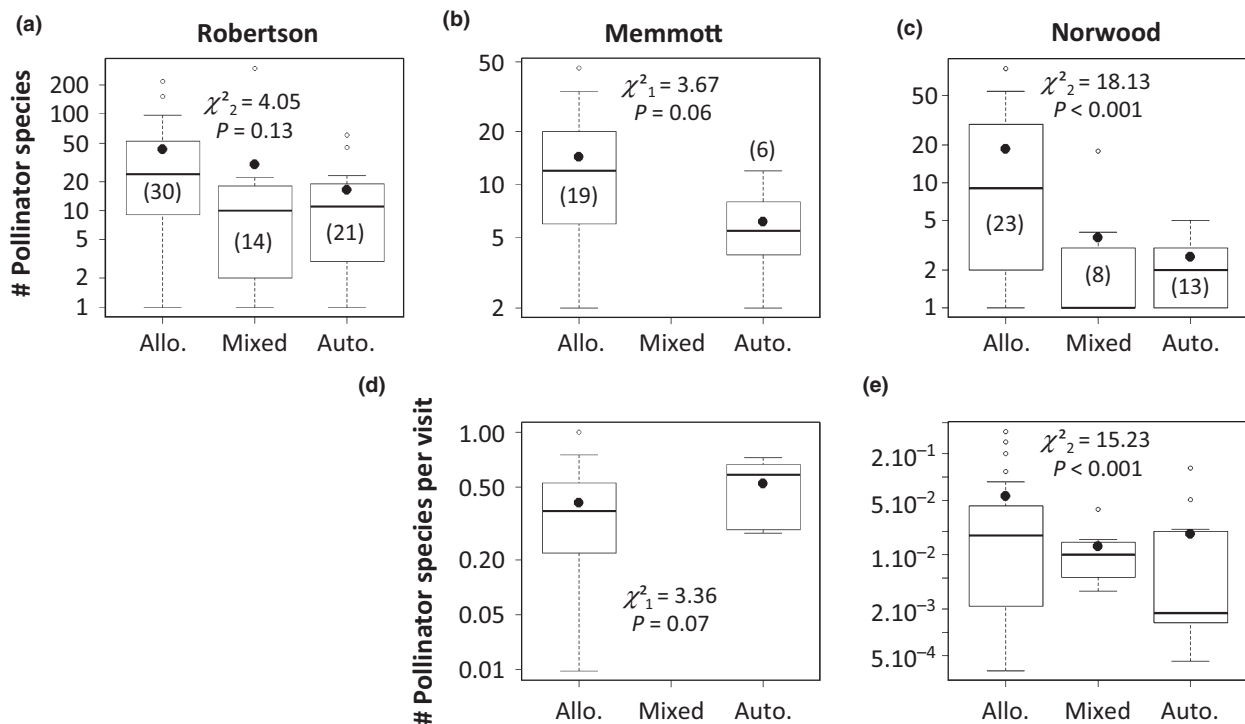 (a)
Robertson
# Pollinator species
200
100
50
20
10
5
2
1
χ²₂ = 4.05
P = 0.13
(30)
(14)
(21)
Allo. Mixed Auto.
(b)
Memmott
50
20
10
5
2
χ²₁ = 3.67
P = 0.06
(19)
(6)
Allo. Mixed Auto.
(c)
Norwood
50
20
10
5
2
1
χ²₂ = 18.13
P < 0.001
(23)
(8)
(13)
Allo. Mixed Auto.
(d)
# Pollinator species per visit
1.00
0.50
0.20
0.05
0.01
χ²₁ = 3.36
P = 0.07
Allo. Mixed Auto.
(e)
2.10⁻¹
5.10⁻²
1.10⁻²
2.10⁻³
5.10⁻⁴
χ²₂ = 15.23
P < 0.001
Allo. Mixed Auto.